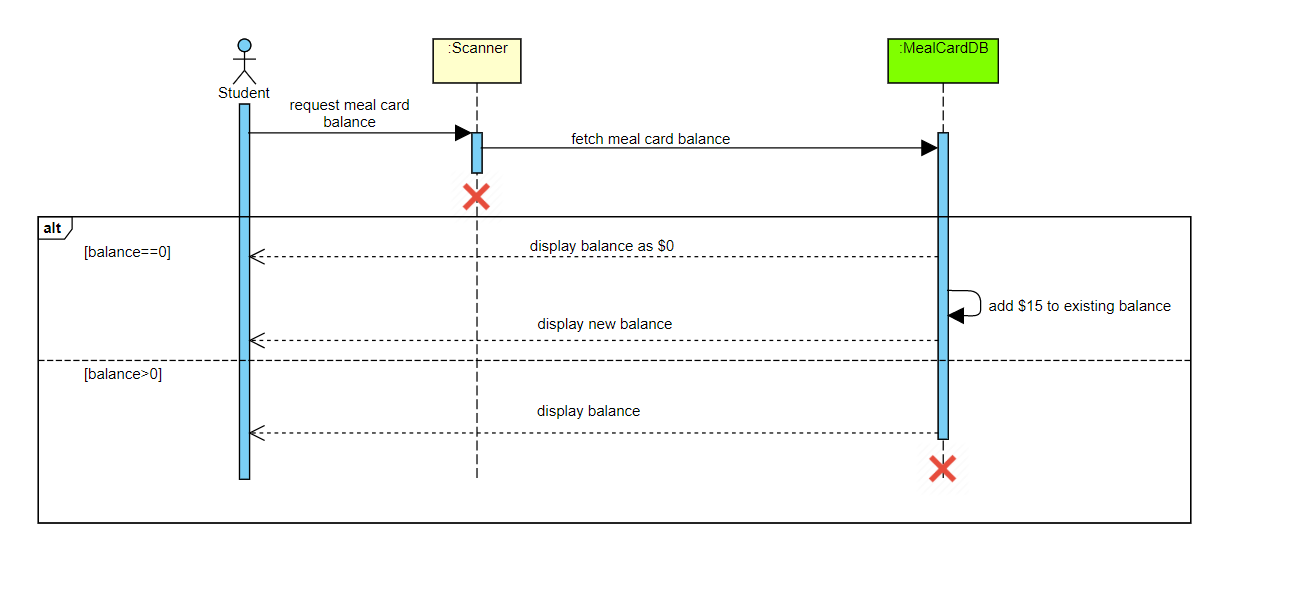 :Scanner
:MealCardDB
Student
request meal card
balance
fetch meal card balance
alt
[balance==0]
display balance as $0
add $15 to existing balance
display new balance
[balance>0]
display balance